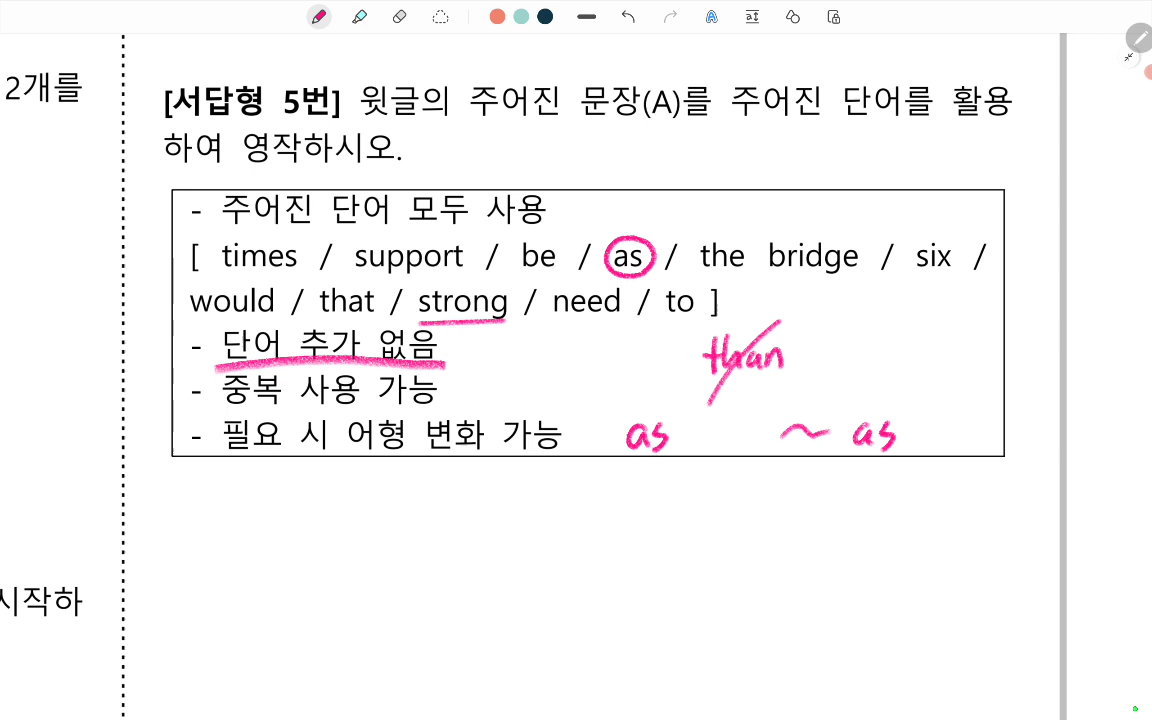 2개를
[서답형 5번] 윗글의 주어진 문장(A)를 주어진 단어를 활용
하여 영작하시오.
- 주어진 단어 모두 사용
[ times / support / be / as / the bridge / six /
would / that / strong / need / to ]
- 단어 추가 없음
than
- 중복 사용 가능
- 필요 시 어형 변화 가능 as ~ as
시작하